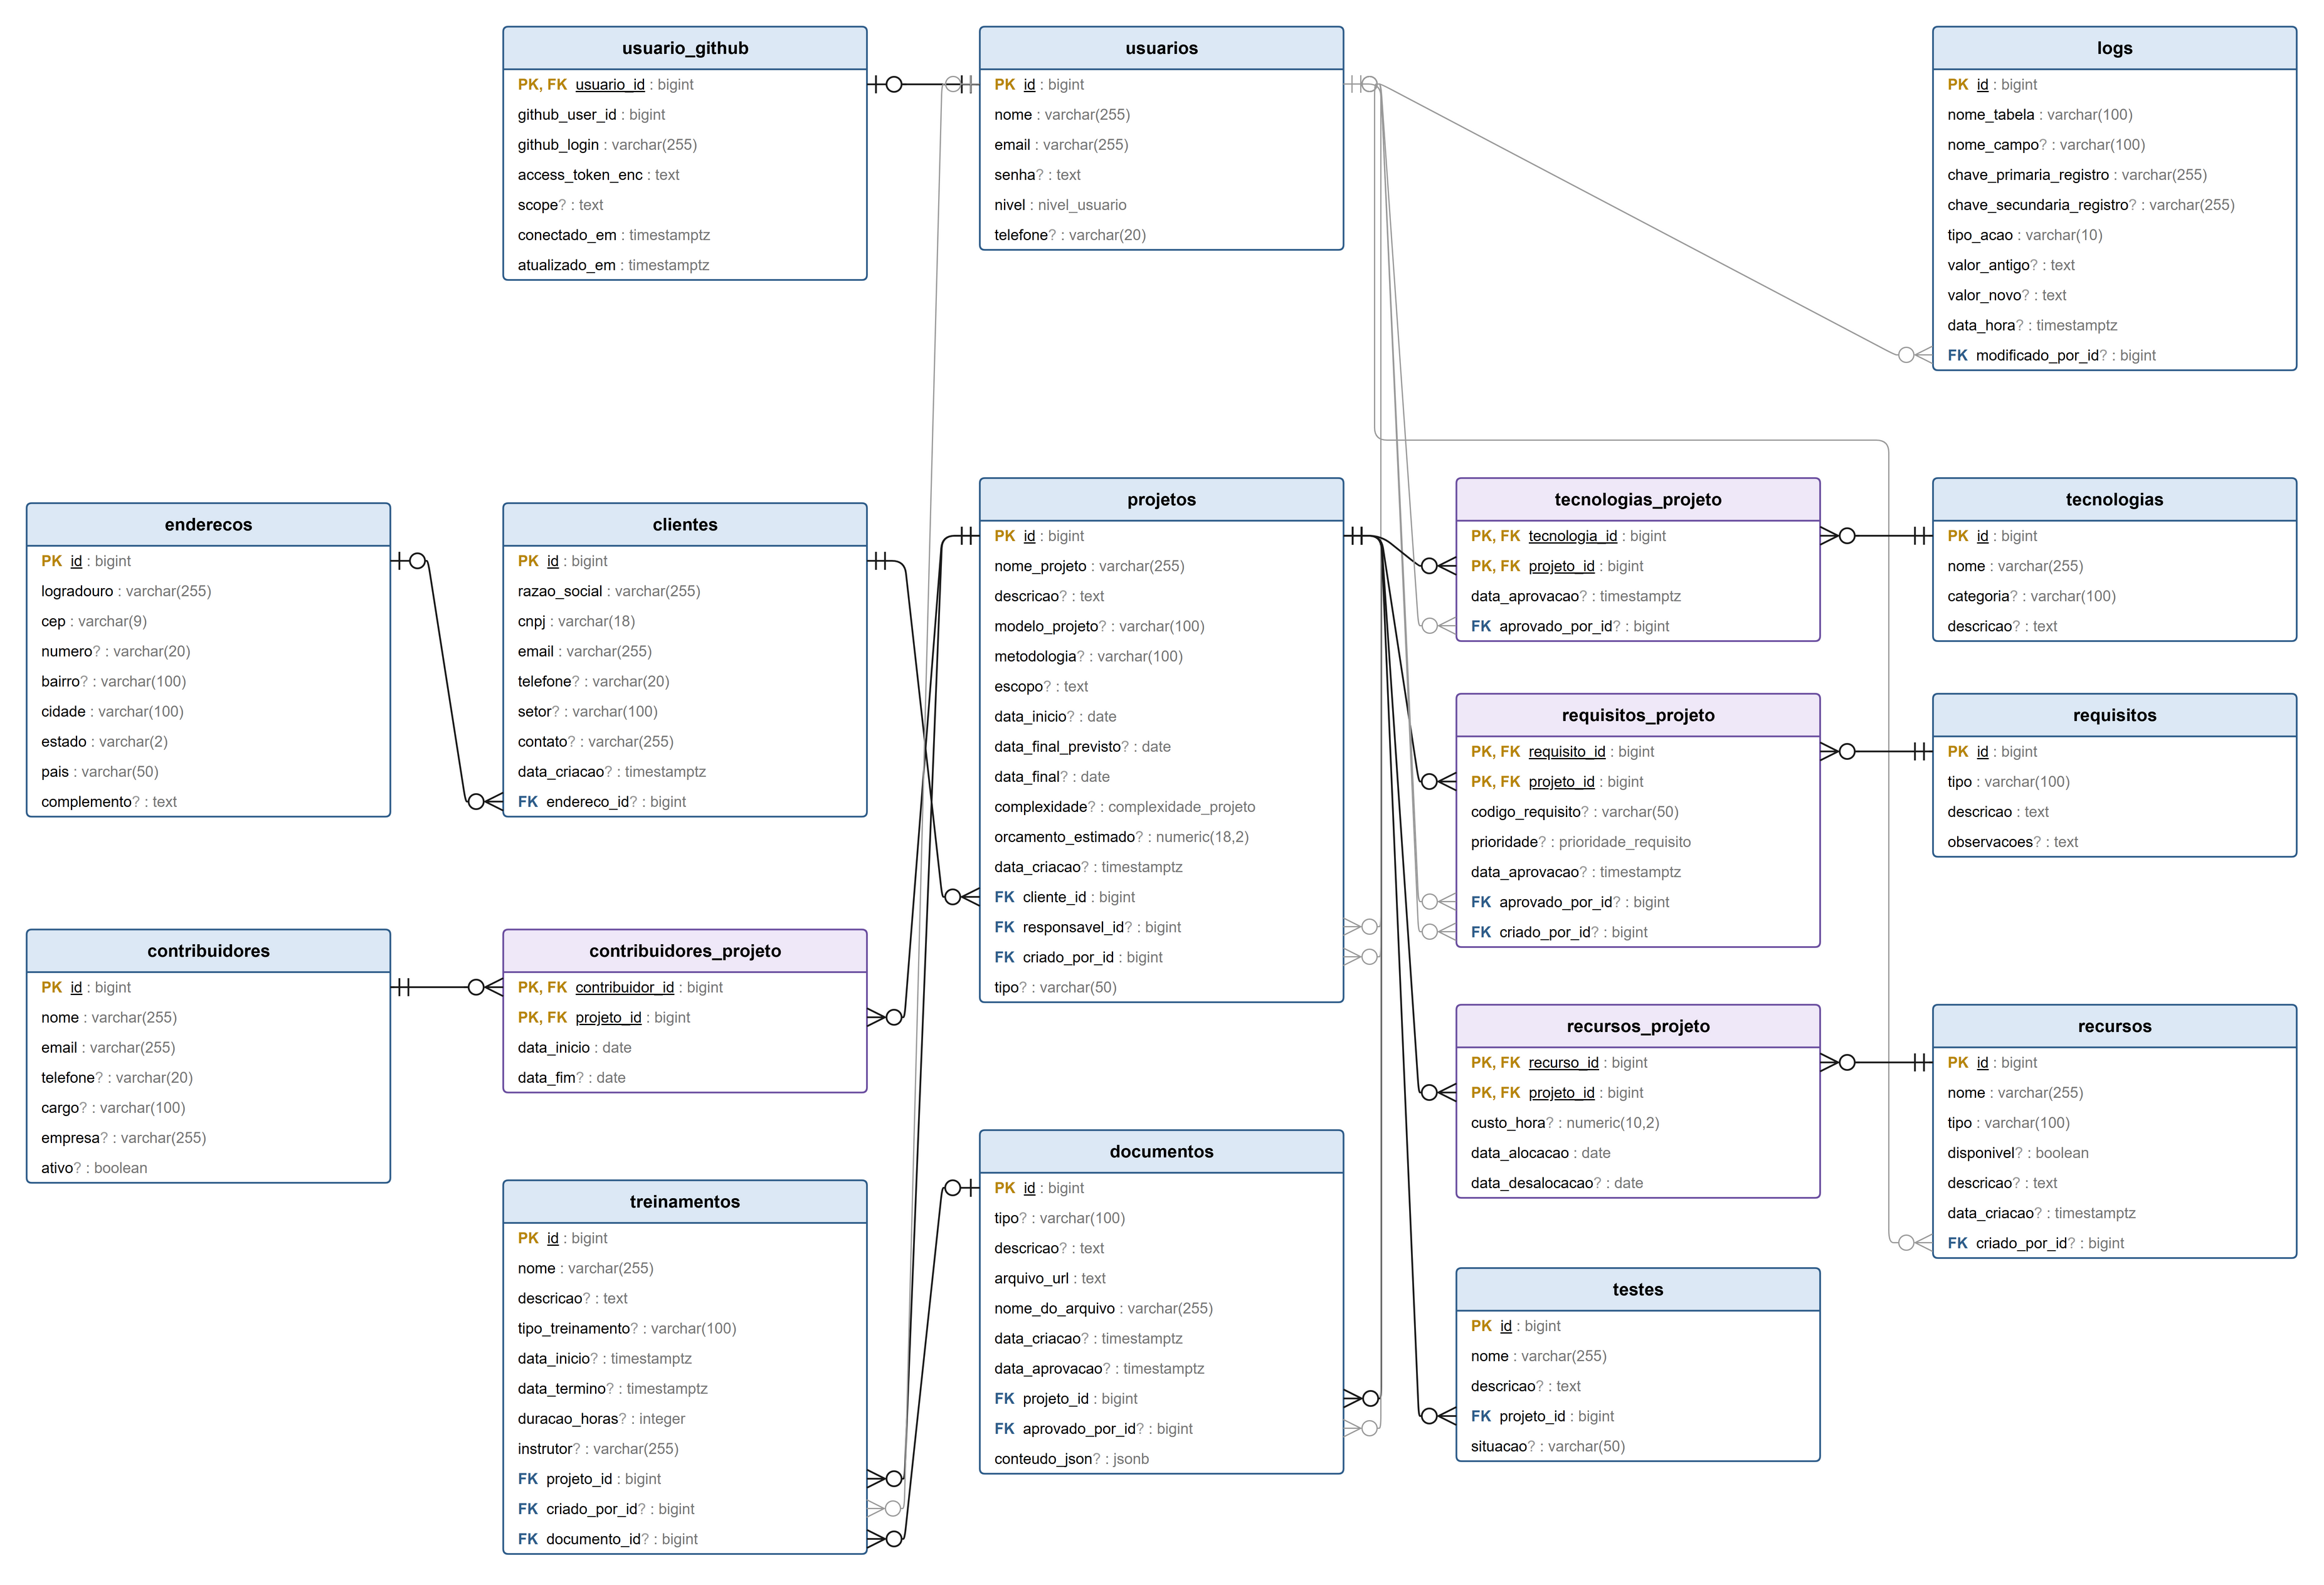 usuario_github
PK, FK usuario_id : bigint
github_user_id : bigint
github_login : varchar(255)
access_token_enc : text
scope? : text
conectado_em : timestamptz
atualizado_em : timestamptz
usuarios
PK id : bigint
nome : varchar(255)
email : varchar(255)
senha? : text
nivel : nivel_usuario
telefone? : varchar(20)
logs
PK id : bigint
nome_tabela : varchar(100)
nome_campo? : varchar(100)
chave_primaria_registro : varchar(255)
chave_secundaria_registro? : varchar(255)
tipo_acao : varchar(10)
valor_antigo? : text
valor_novo? : text
data_hora? : timestamptz
FK modificado_por_id? : bigint
enderecos
PK id : bigint
logradouro : varchar(255)
cep : varchar(9)
numero? : varchar(20)
bairro? : varchar(100)
cidade : varchar(100)
estado : varchar(2)
pais : varchar(50)
complemento? : text
clientes
PK id : bigint
razao_social : varchar(255)
cnpj : varchar(18)
email : varchar(255)
telefone? : varchar(20)
setor? : varchar(100)
contato? : varchar(255)
data_criacao? : timestamptz
FK endereco_id? : bigint
projetos
PK id : bigint
nome_projeto : varchar(255)
descricao? : text
modelo_projeto? : varchar(100)
metodologia? : varchar(100)
escopo? : text
data_inicio? : date
data_final_previsto? : date
data_final? : date
complexidade? : complexidade_projeto
orcamento_estimado? : numeric(18,2)
data_criacao? : timestamptz
FK cliente_id : bigint
FK responsavel_id? : bigint
FK criado_por_id : bigint
tipo? : varchar(50)
tecnologias_projeto
PK, FK tecnologia_id : bigint
PK, FK projeto_id : bigint
data_aprovacao? : timestamptz
FK aprovado_por_id? : bigint
tecnologias
PK id : bigint
nome : varchar(255)
categoria? : varchar(100)
descricao? : text
requisitos_projeto
PK, FK requisito_id : bigint
PK, FK projeto_id : bigint
codigo_requisito? : varchar(50)
prioridade? : prioridade_requisito
data_aprovacao? : timestamptz
FK aprovado_por_id? : bigint
FK criado_por_id? : bigint
requisitos
PK id : bigint
tipo : varchar(100)
descricao : text
observacoes? : text
contribuidores
PK id : bigint
nome : varchar(255)
email : varchar(255)
telefone? : varchar(20)
cargo? : varchar(100)
empresa? : varchar(255)
ativo? : boolean
contribuidores_projeto
PK, FK contribuidor_id : bigint
PK, FK projeto_id : bigint
data_inicio : date
data_fim? : date
recursos_projeto
PK, FK recurso_id : bigint
PK, FK projeto_id : bigint
custo_hora? : numeric(10,2)
data_alocacao : date
data_desalocacao? : date
recursos
PK id : bigint
nome : varchar(255)
tipo : varchar(100)
disponivel? : boolean
descricao? : text
data_criacao? : timestamptz
FK criado_por_id? : bigint
treinamentos
PK id : bigint
nome : varchar(255)
descricao? : text
tipo_treinamento? : varchar(100)
data_inicio? : timestamptz
data_termino? : timestamptz
duracao_horas? : integer
instrutor? : varchar(255)
FK projeto_id : bigint
FK criado_por_id? : bigint
FK documento_id? : bigint
documentos
PK id : bigint
tipo? : varchar(100)
descricao? : text
arquivo_url : text
nome_do_arquivo : varchar(255)
data_criacao? : timestamptz
data_aprovacao? : timestamptz
FK projeto_id : bigint
FK aprovado_por_id? : bigint
conteudo_json? : jsonb
testes
PK id : bigint
nome : varchar(255)
descricao? : text
FK projeto_id : bigint
situacao? : varchar(50)